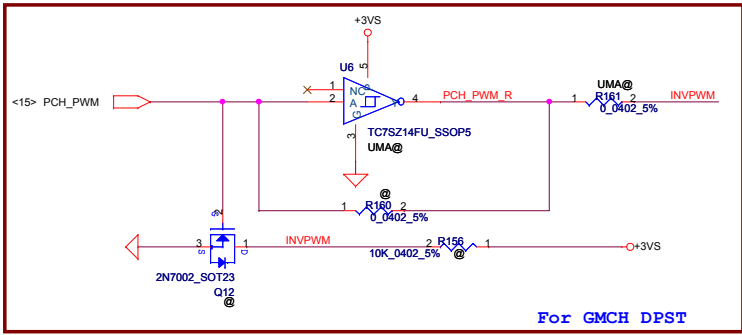 +3VS
U6
5
NC
1
<15> PCH_PWM
2
A
4
PCH_PWM_R
G
3
TC7SZ14FU_SSOP5
UMA@
UMA@
1
R161
2
INVPWM
0_0402_5%
@
1
R160
2
0_0402_5%
2
3
S
D
1
INVPWM
2
R156
1
+3VS
10K_0402_5%
@
2N7002_SOT23
Q12
@
For GMCH DPST